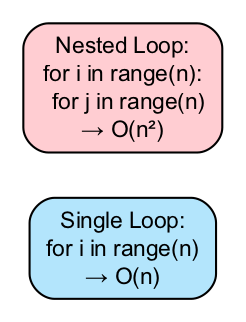 Nested Loop:
for i in range(n):
for j in range(n)
→ O(n²)
Single Loop:
for i in range(n)
→ O(n)